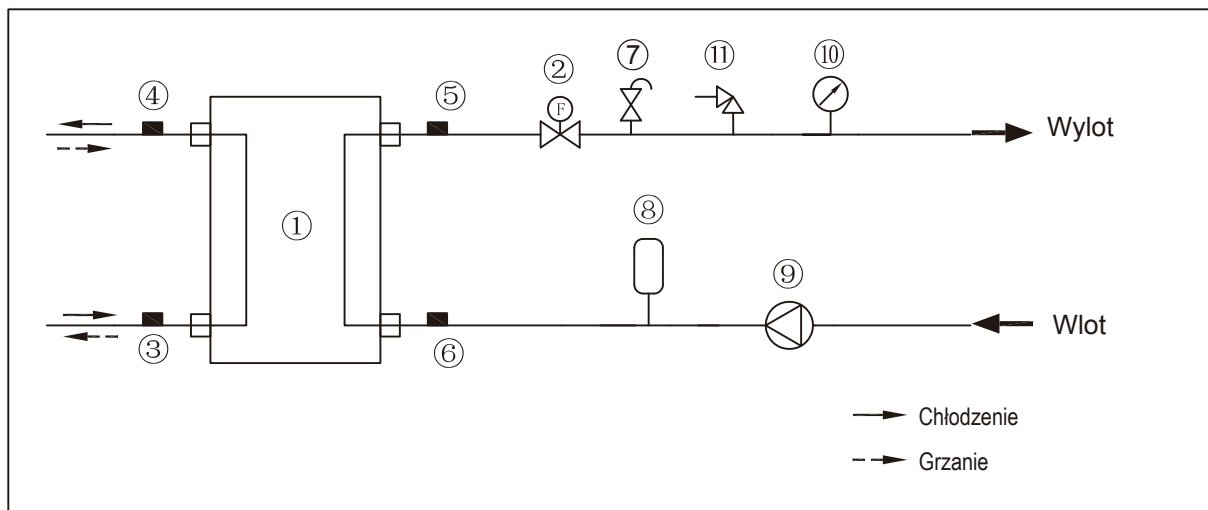 ④ ⑤ ② ⑦ ⑪ ⑩
F
Wylot
①
⑧
⑨
Wlot
③ ⑥
Chłodzenie
Grzanie